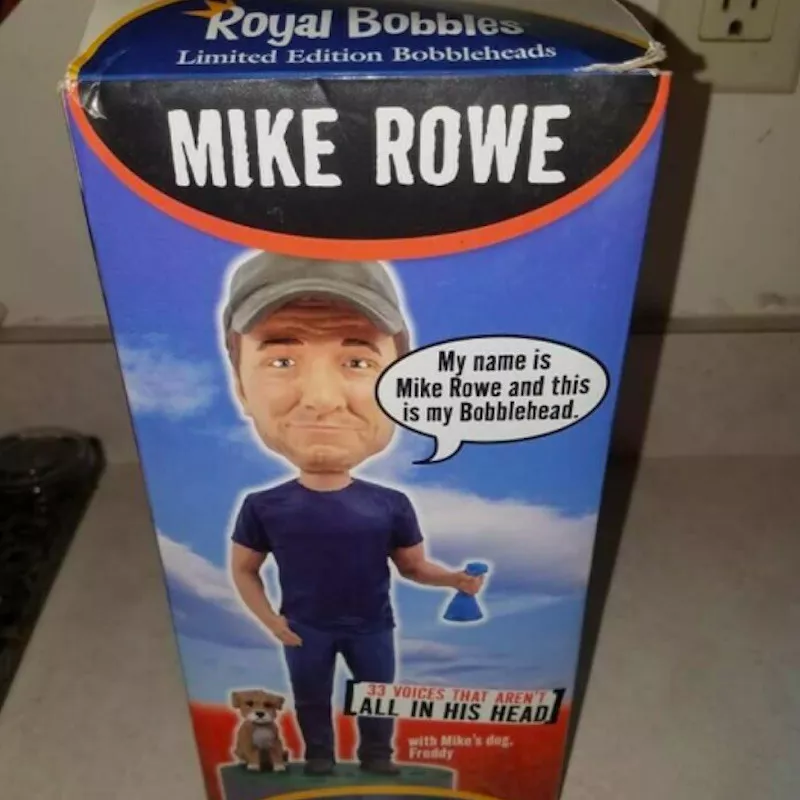 Royal Bobbles
Limited Edition Bobbleheads
MIKE ROWE
My name is
Mike Rowe and this
is my Bobblehead.
33 VOICES THAT AREN'T
ALL IN HIS HEAD
with Mike's dog,
Freddy